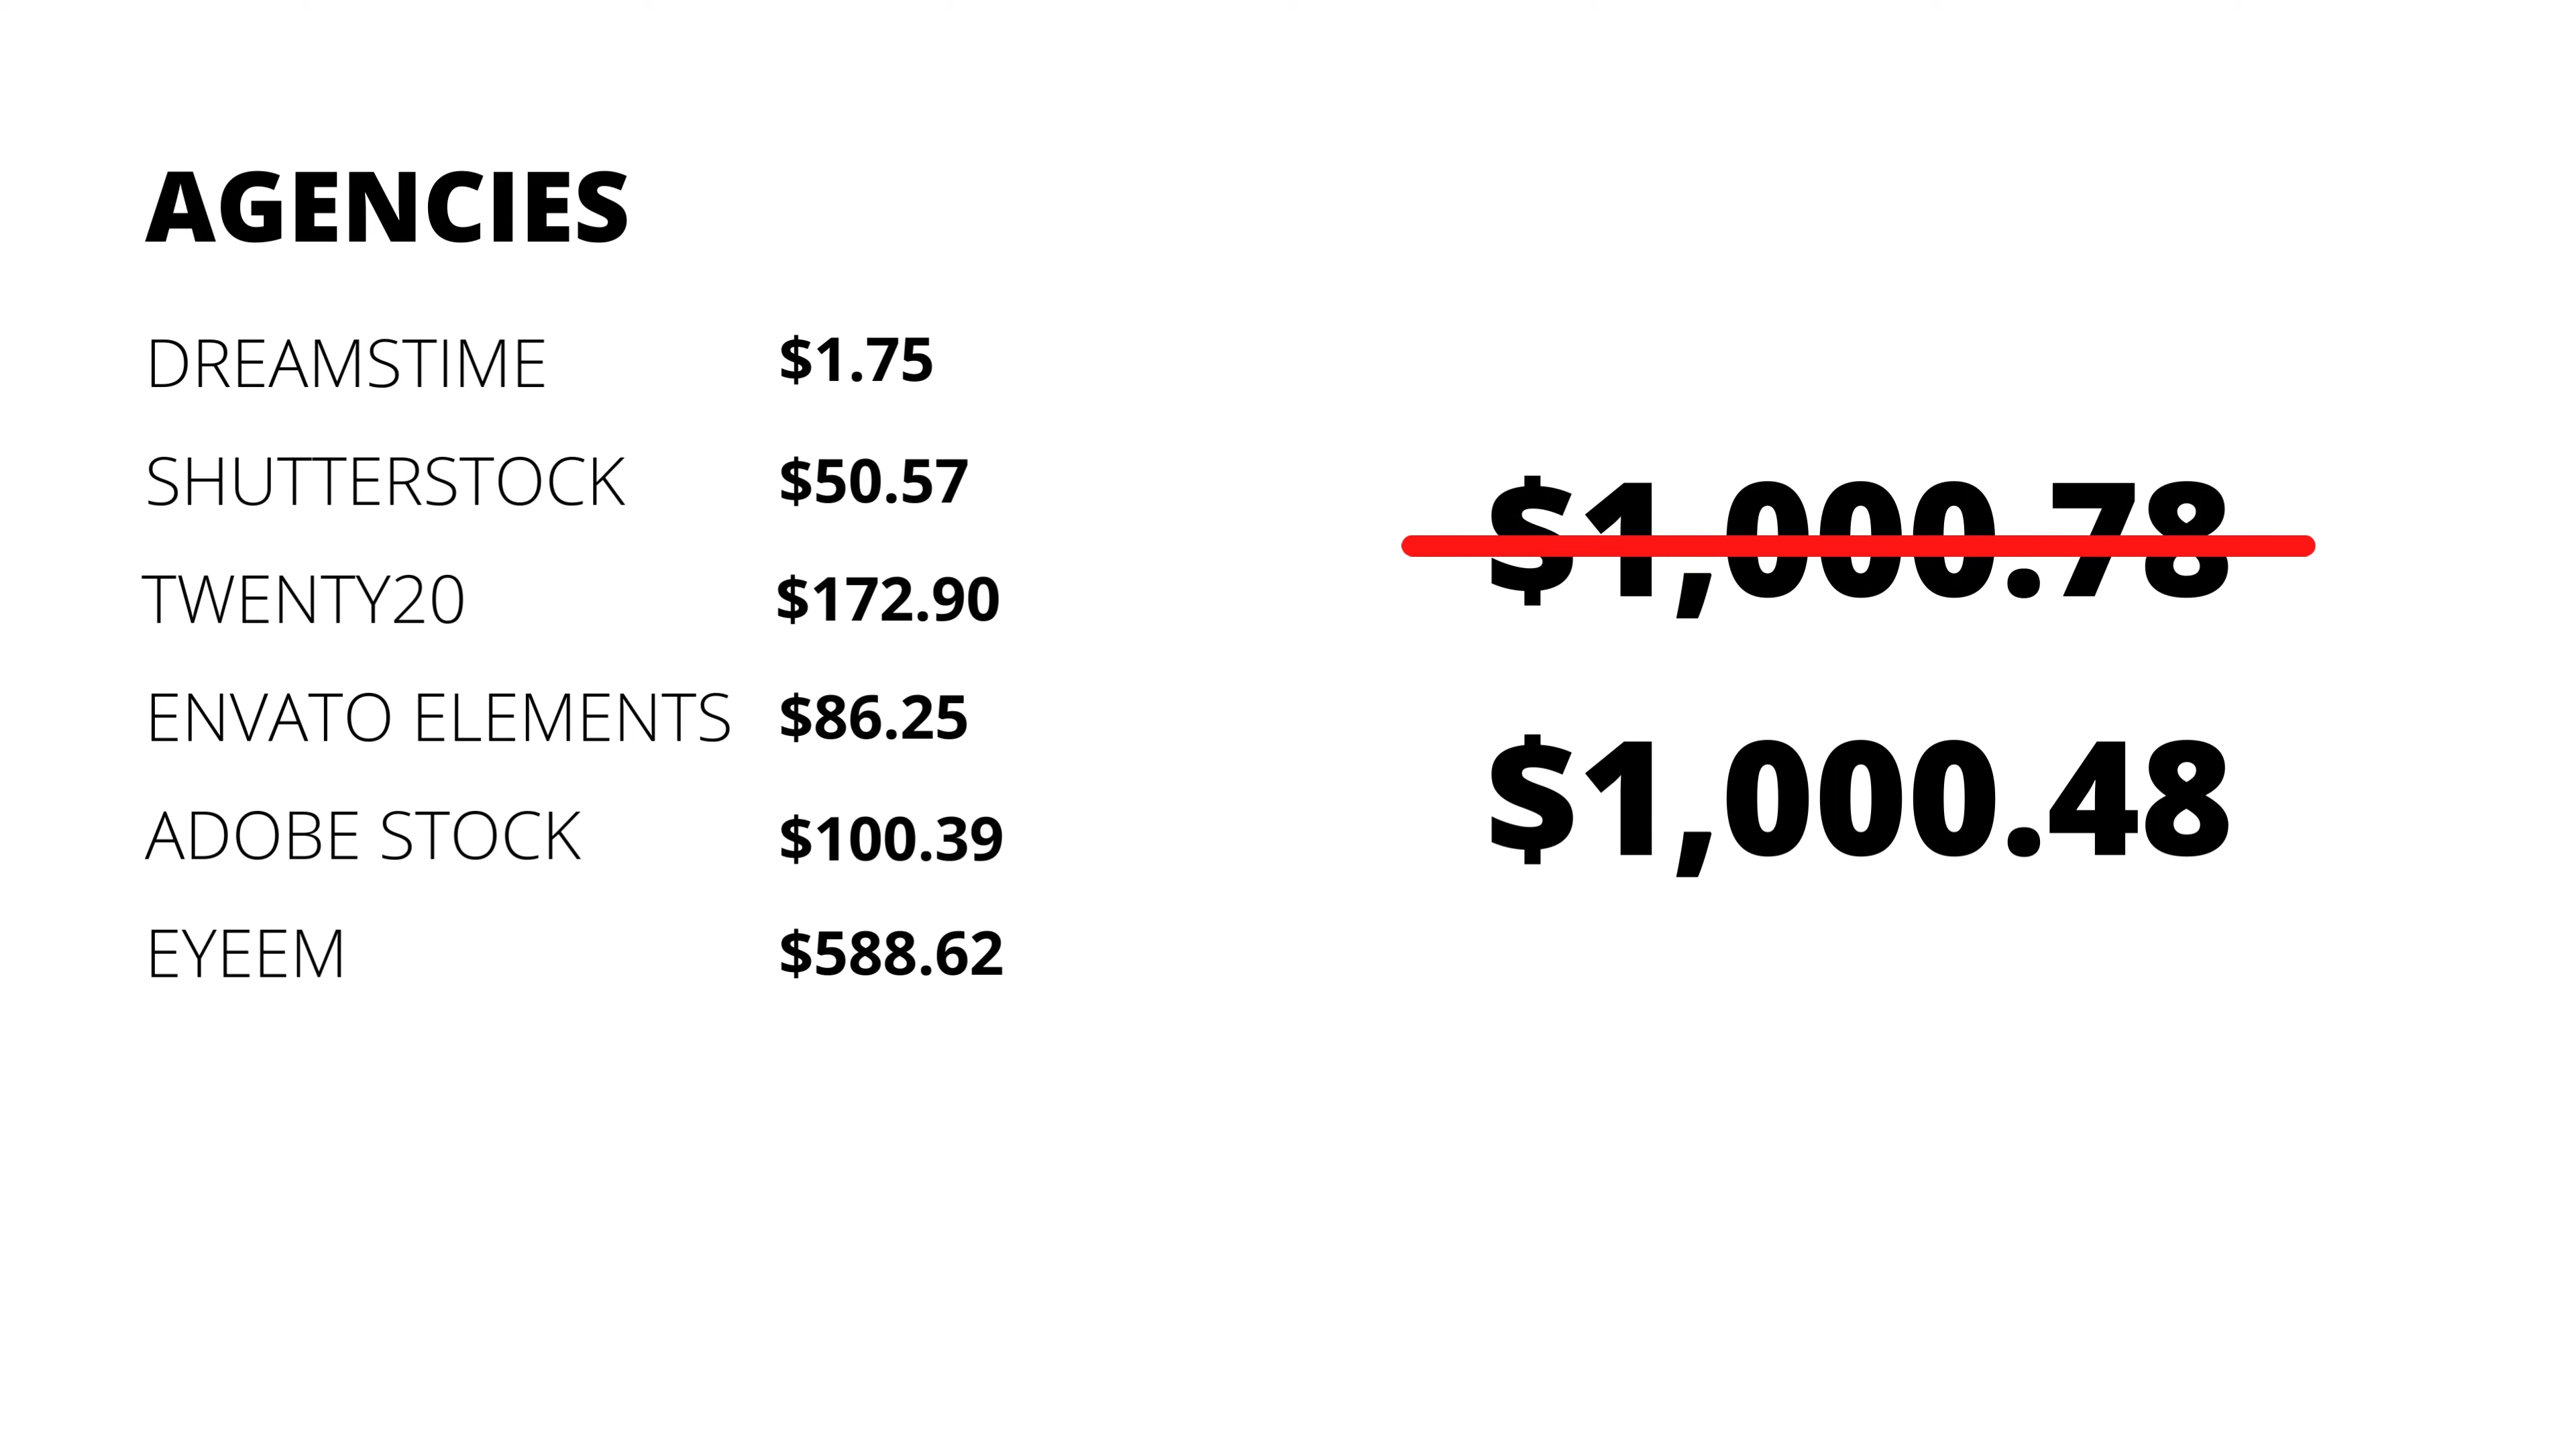 AGENCIES
DREAMSTIME $1.75
SHUTTERSTOCK $50.57
TWENTY20 $172.90
ENVATO ELEMENTS $86.25
ADOBE STOCK $100.39
EYEEM $588.62
$1,000.78
$1,000.48